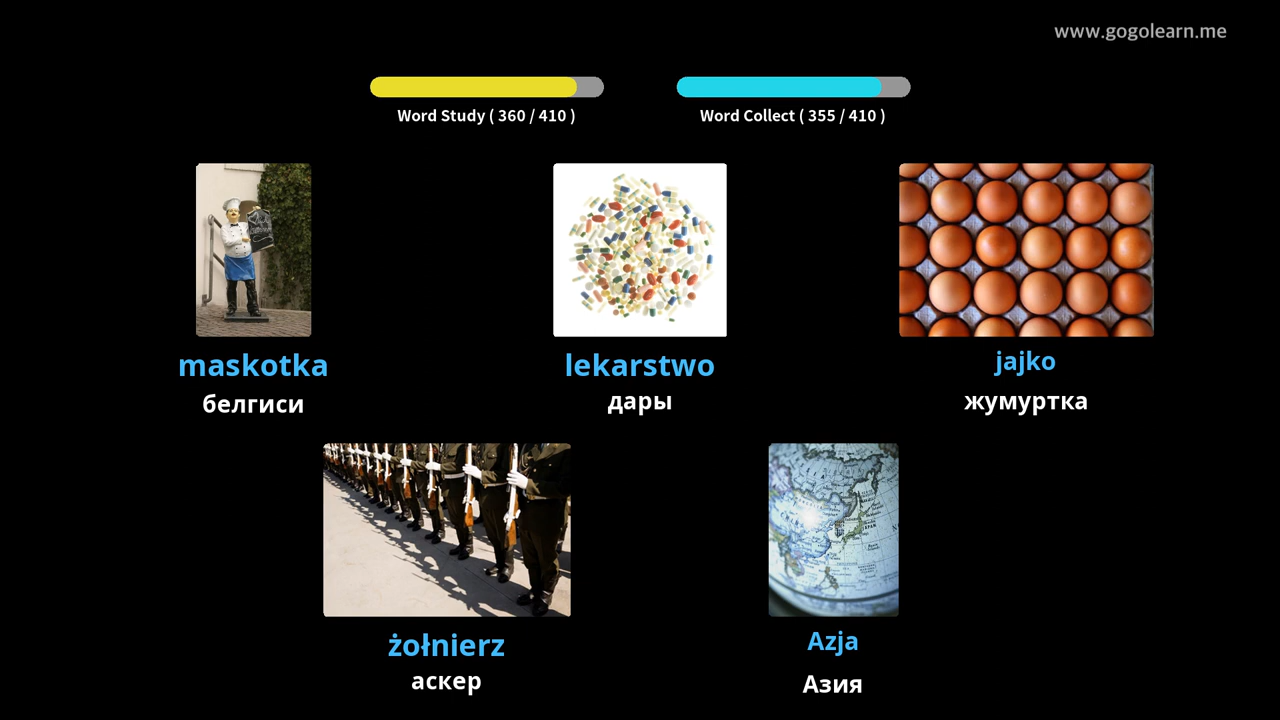 www.gogolearn.me
Word Study ( 360 / 410 )
Word Collect ( 355 / 410 )
maskotka
белгиси
lekarstwo
дары
jajko
жумуртка
żołnierz
аскер
Azja
Азия